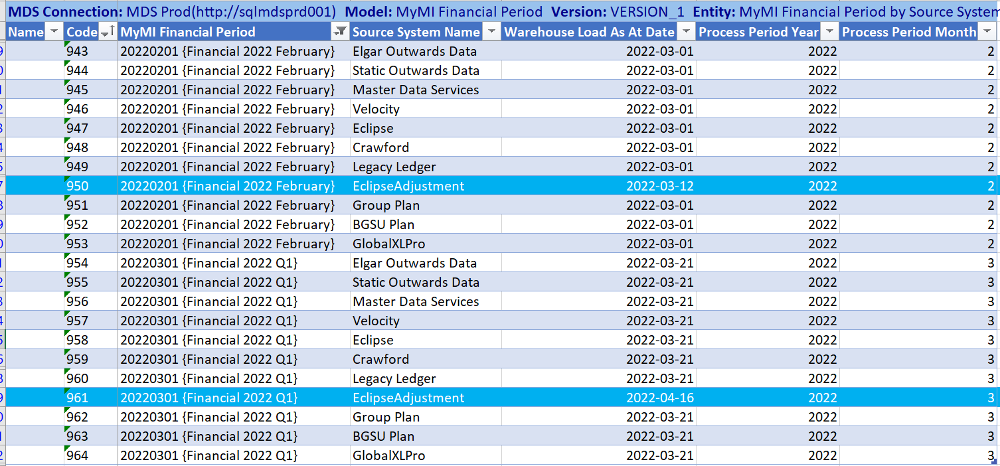 MDS Connection: MDS Prod(http://sqlmdsprd001) Model: MyMI Financial Period Version: VERSION_1 Entity: MyMI Financial Period by Source System
Name Code MyMI Financial Period Source System Name Warehouse Load As At Date Process Period Year Process Period Month
943 20220201 {Financial 2022 February} Elgar Outwards Data 2022-03-01 2022 2
944 20220201 {Financial 2022 February} Static Outwards Data 2022-03-01 2022 2
945 20220201 {Financial 2022 February} Master Data Services 2022-03-01 2022 2
946 20220201 {Financial 2022 February} Velocity 2022-03-01 2022 2
947 20220201 {Financial 2022 February} Eclipse 2022-03-01 2022 2
948 20220201 {Financial 2022 February} Crawford 2022-03-01 2022 2
949 20220201 {Financial 2022 February} Legacy Ledger 2022-03-01 2022 2
950 20220201 {Financial 2022 February} EclipseAdjustment 2022-03-12 2022 2
951 20220201 {Financial 2022 February} Group Plan 2022-03-01 2022 2
952 20220201 {Financial 2022 February} BGSU Plan 2022-03-01 2022 2
953 20220201 {Financial 2022 February} GlobalXLPro 2022-03-01 2022 2
954 20220301 {Financial 2022 Q1} Elgar Outwards Data 2022-03-21 2022 3
955 20220301 {Financial 2022 Q1} Static Outwards Data 2022-03-21 2022 3
956 20220301 {Financial 2022 Q1} Master Data Services 2022-03-21 2022 3
957 20220301 {Financial 2022 Q1} Velocity 2022-03-21 2022 3
958 20220301 {Financial 2022 Q1} Eclipse 2022-03-21 2022 3
959 20220301 {Financial 2022 Q1} Crawford 2022-03-21 2022 3
960 20220301 {Financial 2022 Q1} Legacy Ledger 2022-03-21 2022 3
961 20220301 {Financial 2022 Q1} EclipseAdjustment 2022-04-16 2022 3
962 20220301 {Financial 2022 Q1} Group Plan 2022-03-21 2022 3
963 20220301 {Financial 2022 Q1} BGSU Plan 2022-03-21 2022 3
964 20220301 {Financial 2022 Q1} GlobalXLPro 2022-03-21 2022 3